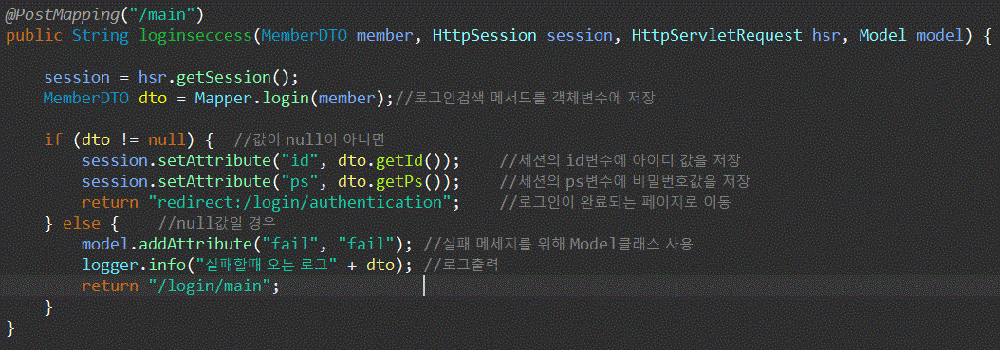 @PostMapping("/main")
public String loginseccess(MemberDTO member, HttpSession session, HttpServletRequest hsr, Model model) {
session = hsr.getSession();
MemberDTO dto = Mapper.login(member);//로그인검색 메서드를 객체변수에 저장
if (dto != null) { //값이 null이 아니면
session.setAttribute("id", dto.getId()); //세션의 id변수에 아이디 값을 저장
session.setAttribute("ps", dto.getPs()); //세션의 ps변수에 비밀번호값을 저장
return "redirect:/login/authentication"; //로그인이 완료되는 페이지로 이동
} else { //null값일 경우
model.addAttribute("fail", "fail"); //실패 메세지를 위해 Model클래스 사용
logger.info("실패할때 오는 로그" + dto); //로그출력
return "/login/main";
}
}